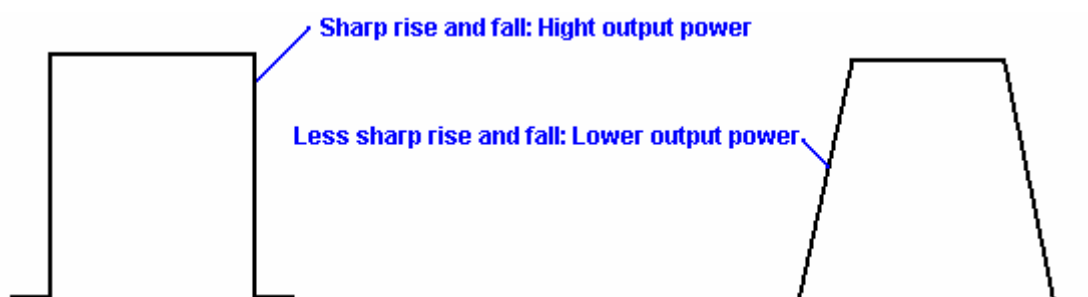 Sharp rise and fall: Hight output power
Less sharp rise and fall: Lower output power